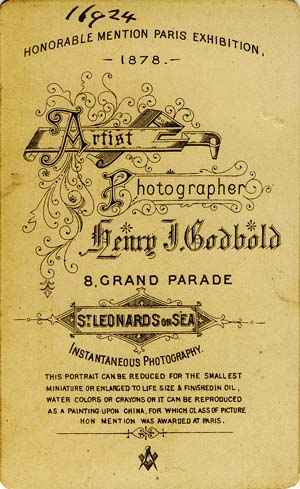 16924
HONORABLE MENTION PARIS EXHIBITION,
- 1878. -
Artist
Photographer
Henry J. Godbold
8, GRAND PARADE
ST LEONARDS ON SEA
INSTANTANEOUS PHOTOGRAPHY.
THIS PORTRAIT CAN BE REDUCED FOR THE SMALLEST
MINIATURE OR ENLARGED TO LIFE SIZE & FINISHED IN OIL,
WATER COLORS OR CRAYONS OR IT CAN BE REPRODUCED
AS A PAINTING UPON CHINA, FOR WHICH CLASS OF PICTURE
HON MENTION WAS AWARDED AT PARIS.